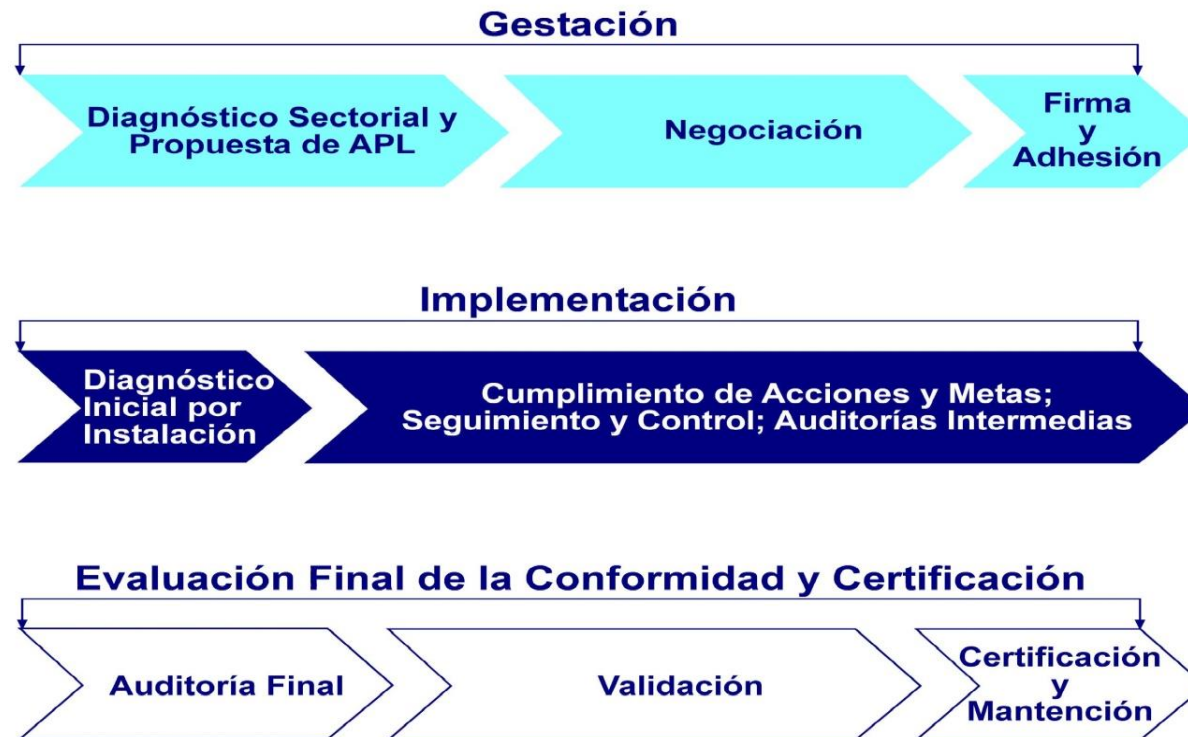 Gestación
Diagnóstico Sectorial y
Propuesta de APL
Negociación
Firma
y
Adhesión
Implementación
Diagnóstico
Inicial por
Instalación
Cumplimiento de Acciones y Metas;
Seguimiento y Control; Auditorías Intermedias
Evaluación Final de la Conformidad y Certificación
Auditoría Final
Validación
Certificación
y
Mantención